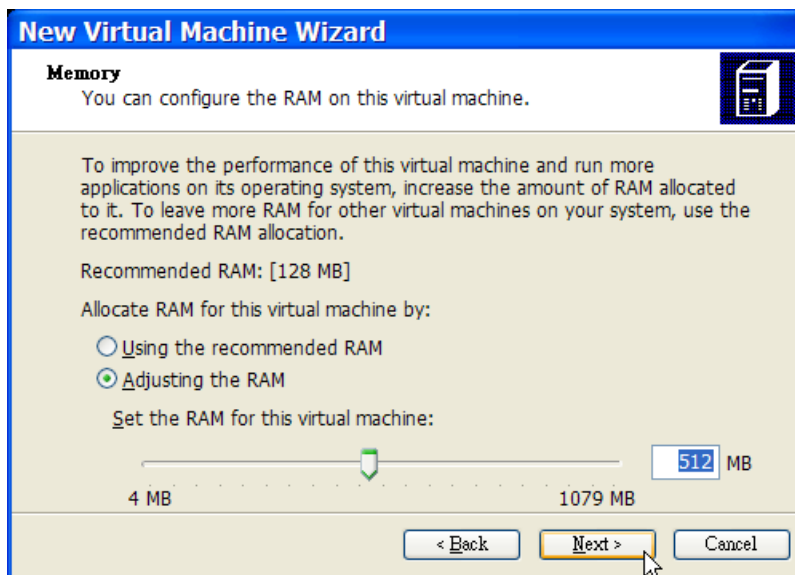 New Virtual Machine Wizard
Memory
You can configure the RAM on this virtual machine.
To improve the performance of this virtual machine and run more
applications on its operating system, increase the amount of RAM allocated
to it. To leave more RAM for other virtual machines on your system, use the
recommended RAM allocation.
Recommended RAM: [128 MB]
Allocate RAM for this virtual machine by:
Using the recommended RAM
Adjusting the RAM
Set the RAM for this virtual machine:
512 MB
4 MB 1079 MB
< Back Next > Cancel